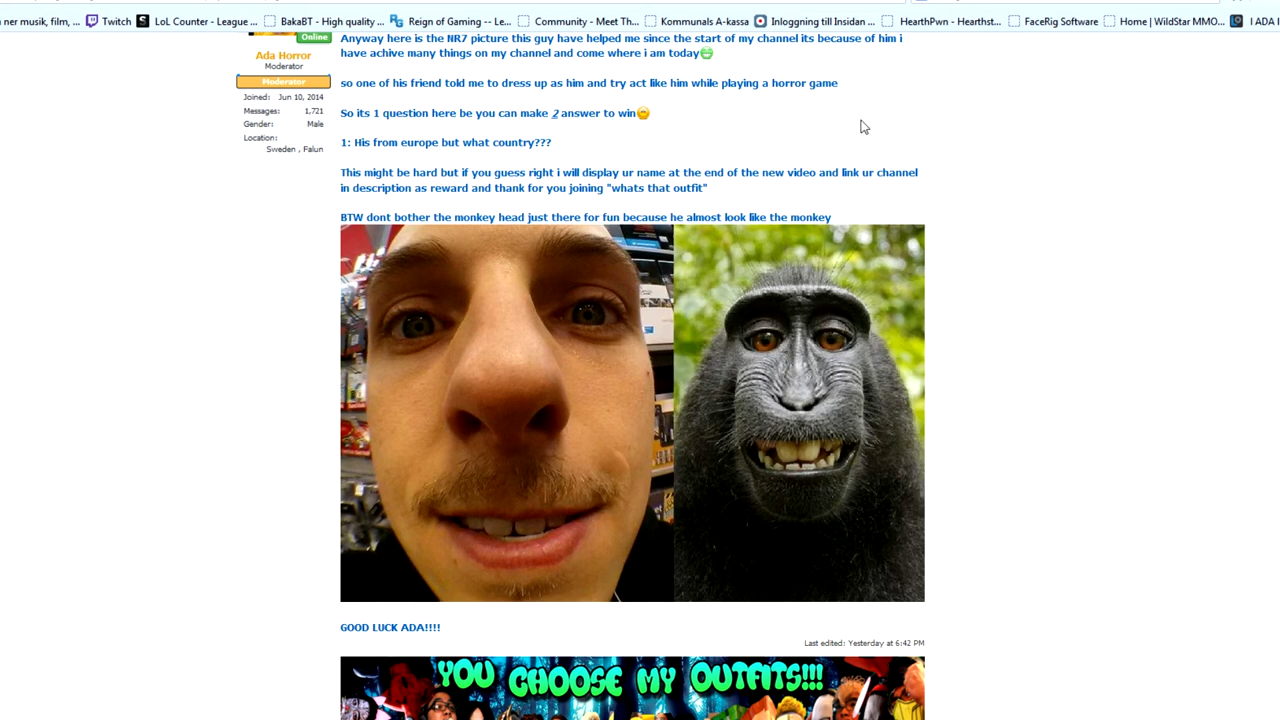 ner musik, film, ... Twitch LoL Counter - League ... BakaBT - High quality ... Reign of Gaming -- Le... Community - Meet Th... Kommunals A-kassa Inloggning till Insidan ... HearthPwn - Hearthst... FaceRig Software Home | WildStar MMO... I ADA I
Online
Ada Horror
Moderator
Moderator
Joined: Jun 10, 2014
Messages: 1,721
Gender: Male
Location:
Sweden , Falun
Anyway here is the NR7 picture this guy have helped me since the start of my channel its because of him i
have achive many things on my channel and come where i am today
so one of his friend told me to dress up as him and try act like him while playing a horror game
So its 1 question here be you can make 2 answer to win
1: His from europe but what country???
This might be hard but if you guess right i will display ur name at the end of the new video and link ur channel
in description as reward and thank for you joining "whats that outfit"
BTW dont bother the monkey head just there for fun because he almost look like the monkey
GOOD LUCK ADA!!!!
Last edited: Yesterday at 6:42 PM
YOU CHOOSE MY OUTFITS!!!